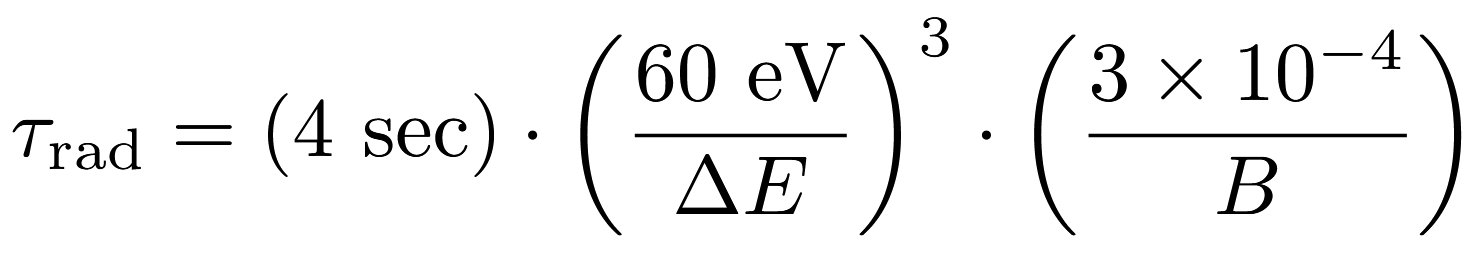 τ_rad = (4 sec) · (60 eV / ΔE)^3 · (3 × 10^−4 / B)